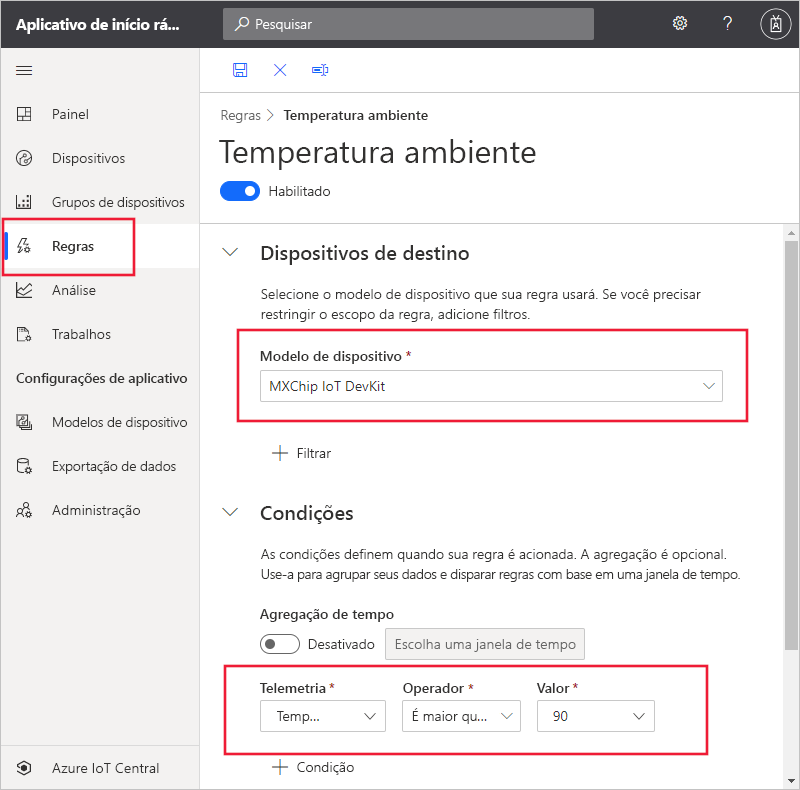 Aplicativo de início rá...
Pesquisar
?
Painel
Dispositivos
Grupos de dispositivos
Regras
Análise
Trabalhos
Configurações de aplicativo
Modelos de dispositivo
Exportação de dados
Administração
Azure IoT Central
Regras > Temperatura ambiente
Temperatura ambiente
Habilitado
Dispositivos de destino
Selecione o modelo de dispositivo que sua regra usará. Se você precisar
restringir o escopo da regra, adicione filtros.
Modelo de dispositivo *
MXChip IoT DevKit
+ Filtrar
Condições
As condições definem quando sua regra é acionada. A agregação é opcional.
Use-a para agrupar seus dados e disparar regras com base em uma janela de tempo.
Agregação de tempo
Desativado Escolha uma janela de tempo
Telemetria * Operador * Valor *
Temp... É maior qu... 90
+ Condição